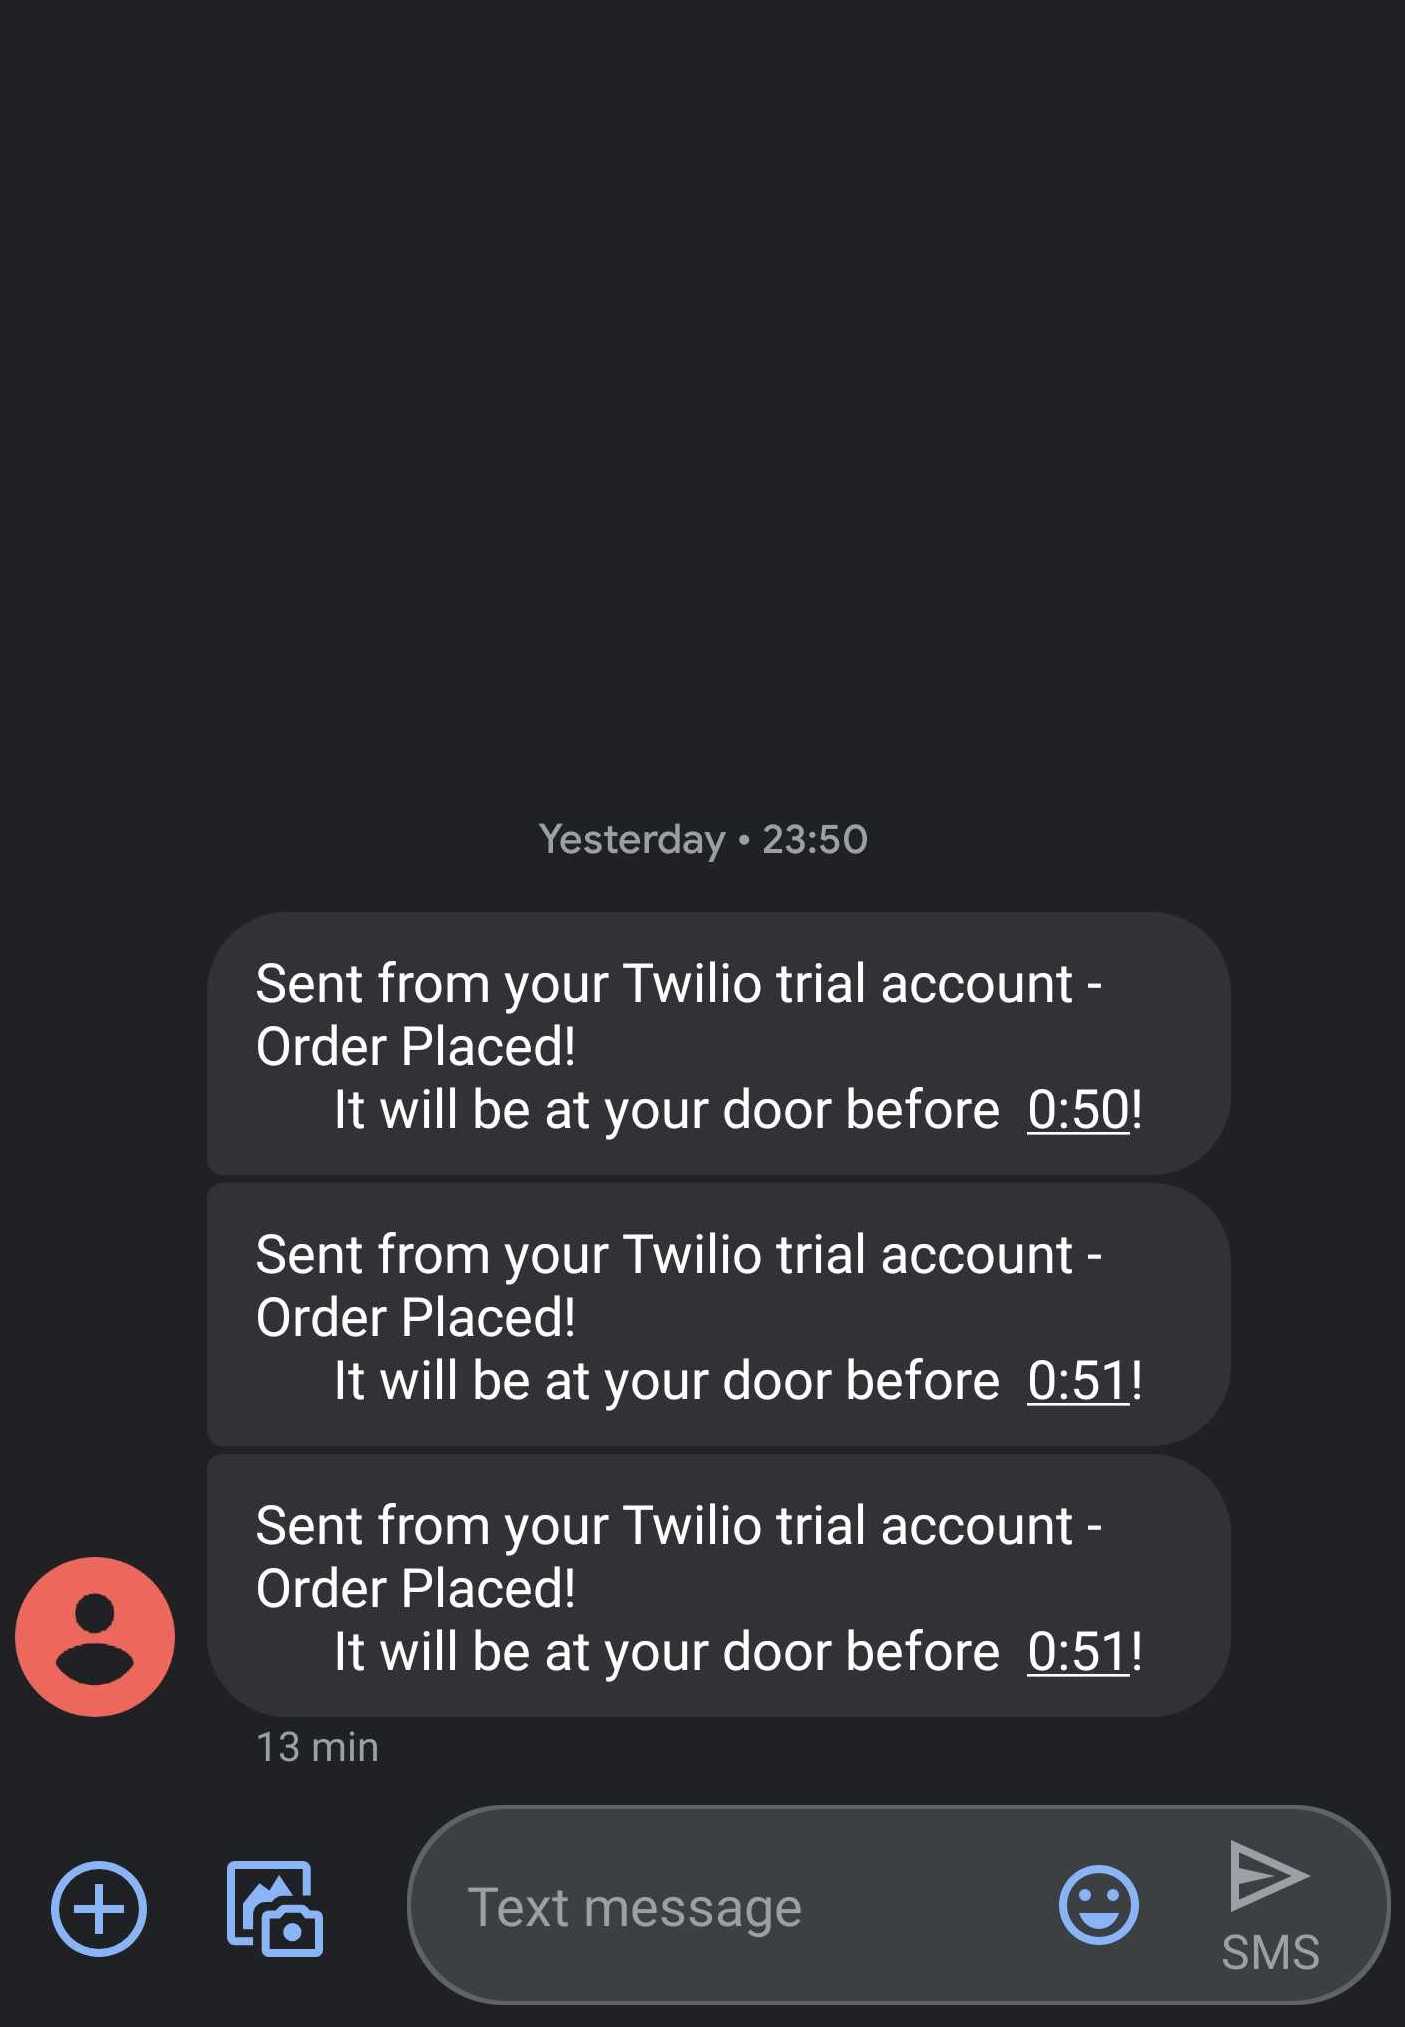 Yesterday • 23:50
Sent from your Twilio trial account -
Order Placed!
It will be at your door before  0:50!
Sent from your Twilio trial account -
Order Placed!
It will be at your door before  0:51!
Sent from your Twilio trial account -
Order Placed!
It will be at your door before  0:51!
13 min
Text message
SMS